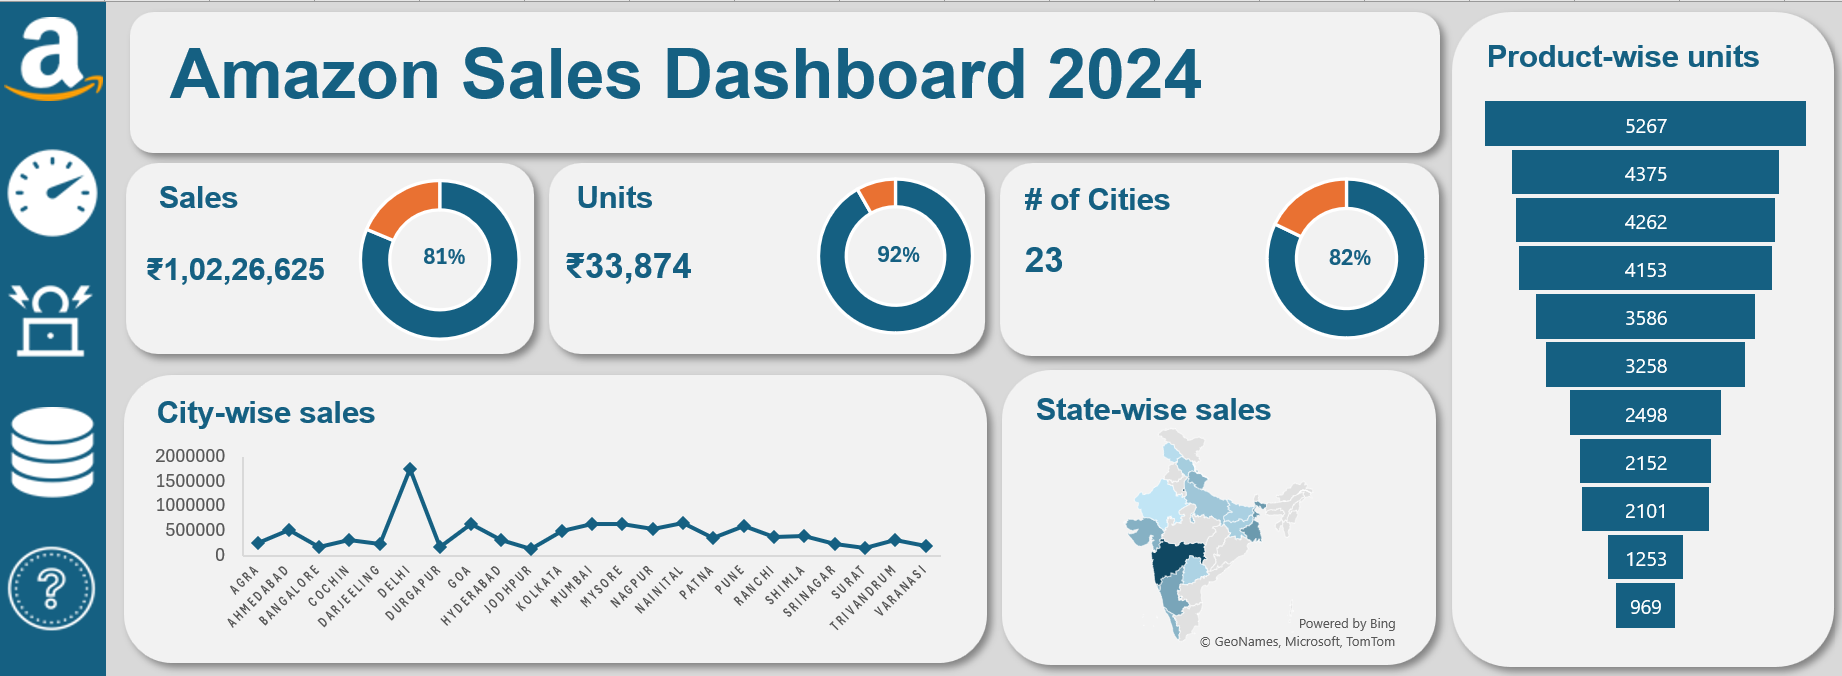 a
Amazon Sales Dashboard 2024
Sales
₹1,02,26,625
81%
Units
₹33,874
92%
# of Cities
23
82%
City-wise sales
2000000
1500000
1000000
500000
0
AGRA
AHMEDABAD
BANGALORE
COCHIN
DARJEELING
DELHI
DURGAPUR
GOA
HYDERABAD
JODHPUR
KOLKATA
MUMBAI
MYSORE
NAGPUR
NAINITAL
PATNA
PUNE
RANCHI
SHIMLA
SRINAGAR
SURAT
TRIVANDRUM
VARANASI
State-wise sales
Powered by Bing
© GeoNames, Microsoft, TomTom
Product-wise units
5267
4375
4262
4153
3586
3258
2498
2152
2101
1253
969
?